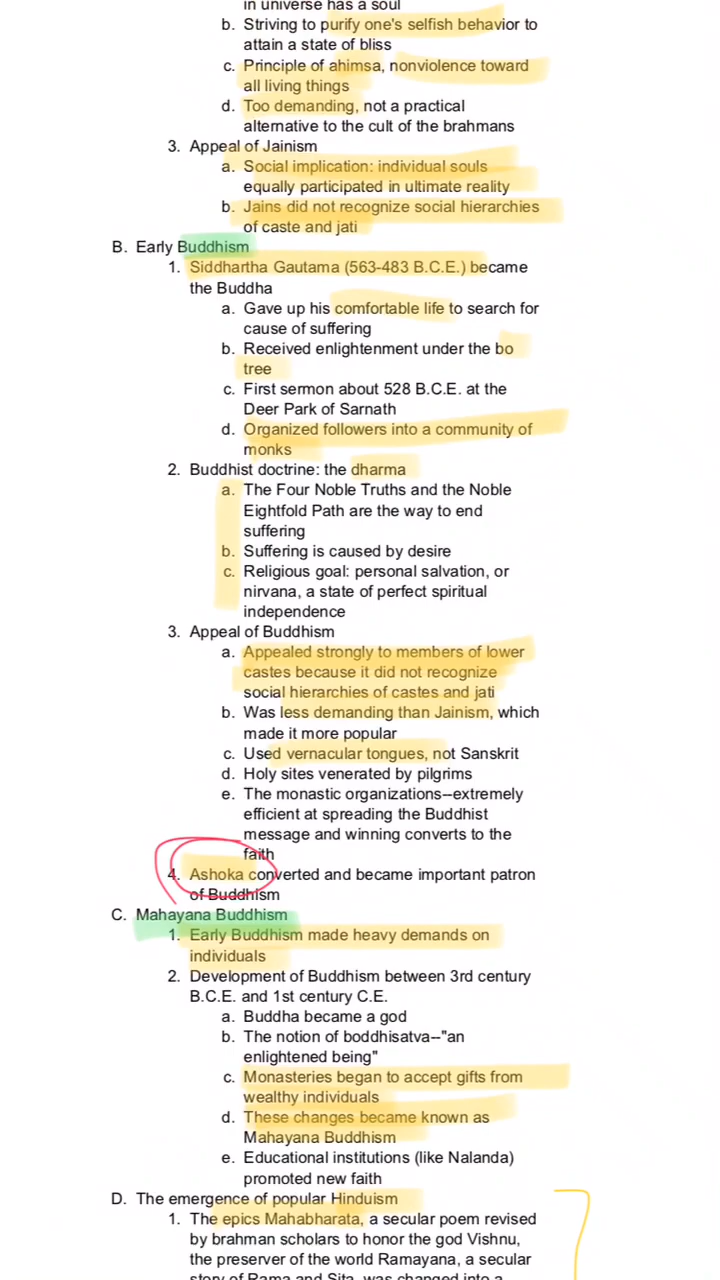 in universe has a soul
b. Striving to purify one's selfish behavior to
attain a state of bliss
c. Principle of ahimsa, nonviolence toward
all living things
d. Too demanding, not a practical
alternative to the cult of the brahmans
3. Appeal of Jainism
a. Social implication: individual souls
equally participated in ultimate reality
b. Jains did not recognize social hierarchies
of caste and jati
B. Early Buddhism
1. Siddhartha Gautama (563-483 B.C.E.) became
the Buddha
a. Gave up his comfortable life to search for
cause of suffering
b. Received enlightenment under the bo
tree
c. First sermon about 528 B.C.E. at the
Deer Park of Sarnath
d. Organized followers into a community of
monks
2. Buddhist doctrine: the dharma
a. The Four Noble Truths and the Noble
Eightfold Path are the way to end
suffering
b. Suffering is caused by desire
c. Religious goal: personal salvation, or
nirvana, a state of perfect spiritual
independence
3. Appeal of Buddhism
a. Appealed strongly to members of lower
castes because it did not recognize
social hierarchies of castes and jati
b. Was less demanding than Jainism, which
made it more popular
c. Used vernacular tongues, not Sanskrit
d. Holy sites venerated by pilgrims
e. The monastic organizations--extremely
efficient at spreading the Buddhist
message and winning converts to the
faith
4. Ashoka converted and became important patron
of Buddhism
C. Mahayana Buddhism
1. Early Buddhism made heavy demands on
individuals
2. Development of Buddhism between 3rd century
B.C.E. and 1st century C.E.
a. Buddha became a god
b. The notion of boddhisatva--"an
enlightened being"
c. Monasteries began to accept gifts from
wealthy individuals
d. These changes became known as
Mahayana Buddhism
e. Educational institutions (like Nalanda)
promoted new faith
D. The emergence of popular Hinduism
1. The epics Mahabharata, a secular poem revised
by brahman scholars to honor the god Vishnu,
the preserver of the world Ramayana, a secular
story of Rama and Sita, was changed into a